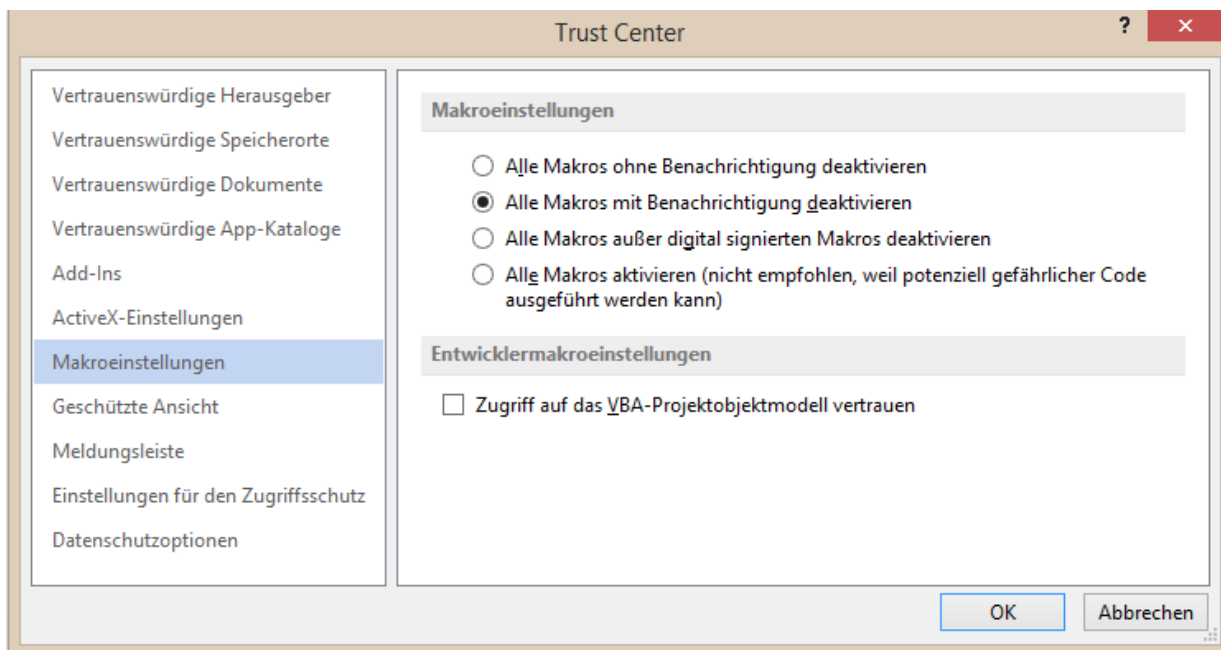 Trust Center
?
Vertrauenswürdige Herausgeber
Vertrauenswürdige Speicherorte
Vertrauenswürdige Dokumente
Vertrauenswürdige App-Kataloge
Add-Ins
ActiveX-Einstellungen
Makroeinstellungen
Geschützte Ansicht
Meldungsleiste
Einstellungen für den Zugriffsschutz
Datenschutzoptionen
Makroeinstellungen
Alle Makros ohne Benachrichtigung deaktivieren
Alle Makros mit Benachrichtigung deaktivieren
Alle Makros außer digital signierten Makros deaktivieren
Alle Makros aktivieren (nicht empfohlen, weil potenziell gefährlicher Code
ausgeführt werden kann)
Entwicklermakroeinstellungen
Zugriff auf das VBA-Projektobjektmodell vertrauen
OK
Abbrechen